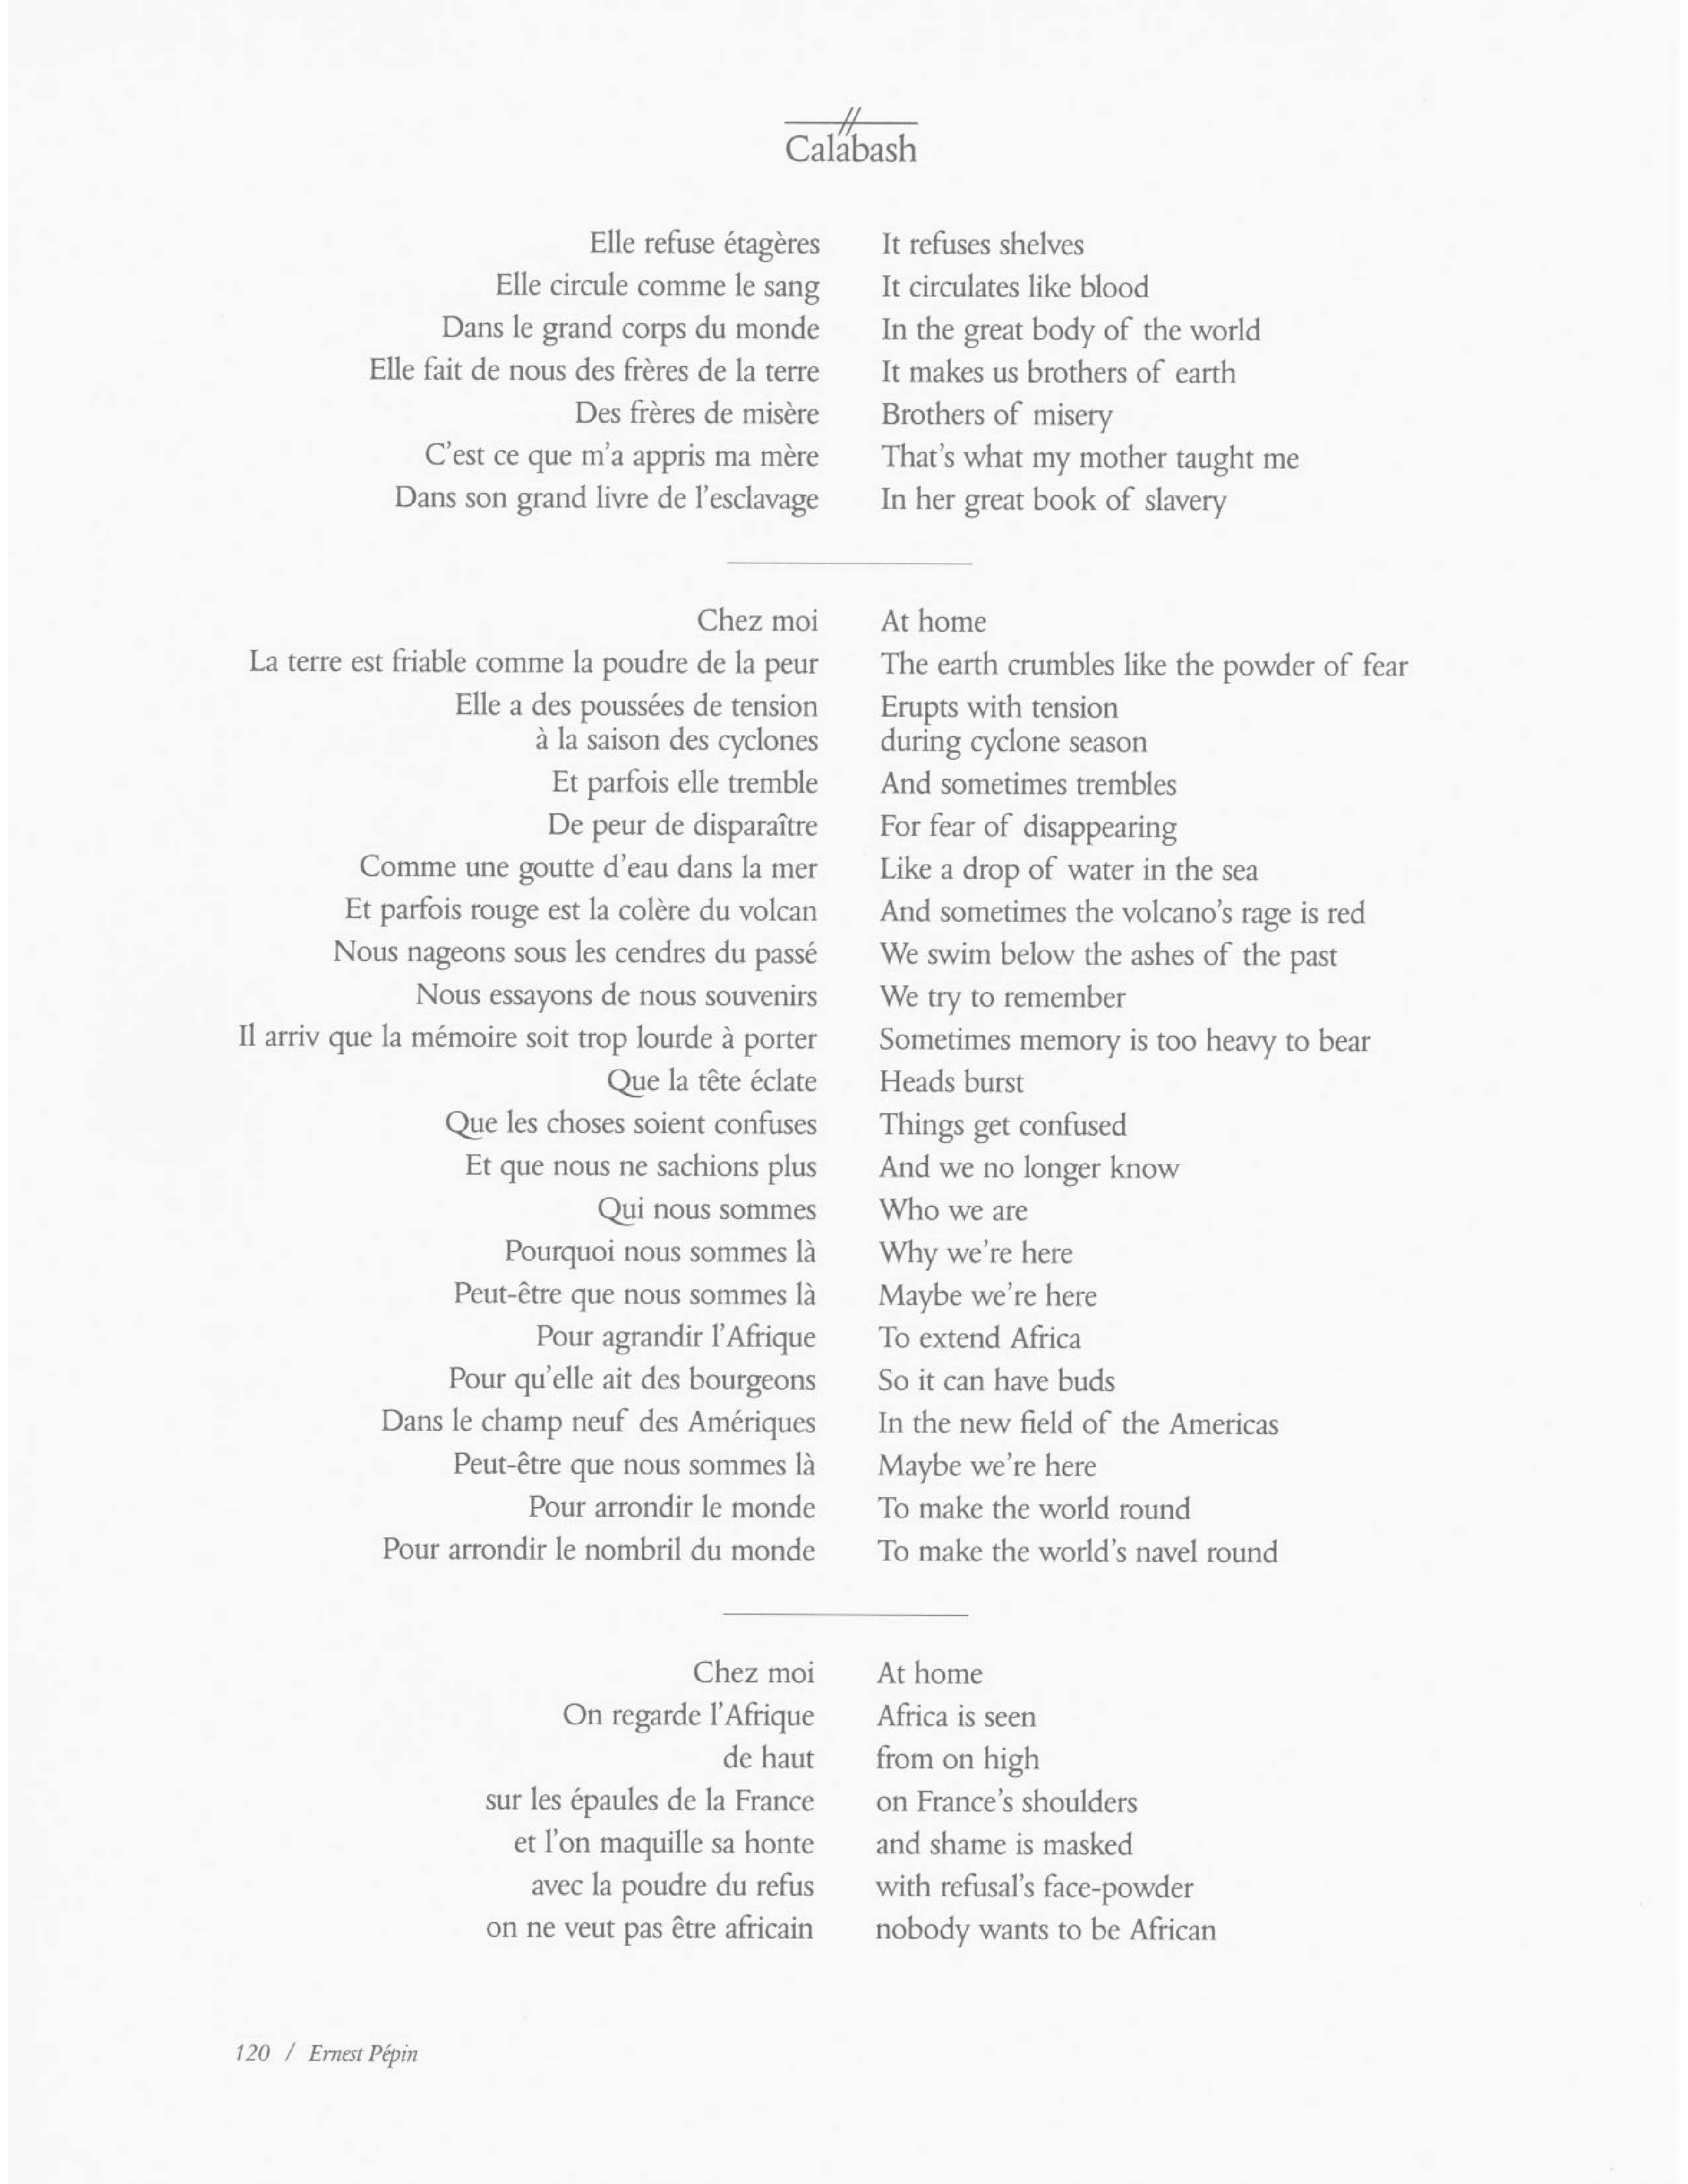 Calabash
Elle refuse étagères
Elle circule comme le sang
Dans le grand corps du monde
Elle fait de nous des frères de la terre
Des frères de misère
C'est ce que m'a appris ma mère
Dans son grand livre de l'esclavage
It refuses shelves
It circulates like blood
In the great body of the world
It makes us brothers of earth
Brothers of misery
That's what my mother taught me
In her great book of slavery
Chez moi
La terre est friable comme la poudre de la peur
Elle a des poussées de tension
à la saison des cyclones
Et parfois elle tremble
De peur de disparaître
Comme une goutte d'eau dans la mer
Et parfois rouge est la colère du volcan
Nous nageons sous les cendres du passé
Nous essayons de nous souvenirs
Il arriv que la mémoire soit trop lourde à porter
Que la tête éclate
Que les choses soient confuses
Et que nous ne sachions plus
Qui nous sommes
Pourquoi nous sommes là
Peut-être que nous sommes là
Pour agrandir l'Afrique
Pour qu'elle ait des bourgeons
Dans le champ neuf des Amériques
Peut-être que nous sommes là
Pour arrondir le monde
Pour arrondir le nombril du monde
At home
The earth crumbles like the powder of fear
Erupts with tension
during cyclone season
And sometimes trembles
For fear of disappearing
Like a drop of water in the sea
And sometimes the volcano's rage is red
We swim below the ashes of the past
We try to remember
Sometimes memory is too heavy to bear
Heads burst
Things get confused
And we no longer know
Who we are
Why we're here
Maybe we're here
To extend Africa
So it can have buds
In the new field of the Americas
Maybe we're here
To make the world round
To make the world's navel round
Chez moi
On regarde l'Afrique
de haut
sur les épaules de la France
et l'on maquille sa honte
avec la poudre du refus
on ne veut pas être africain
At home
Africa is seen
from on high
on France's shoulders
and shame is masked
with refusal's face-powder
nobody wants to be African
120 / Ernest Pépin